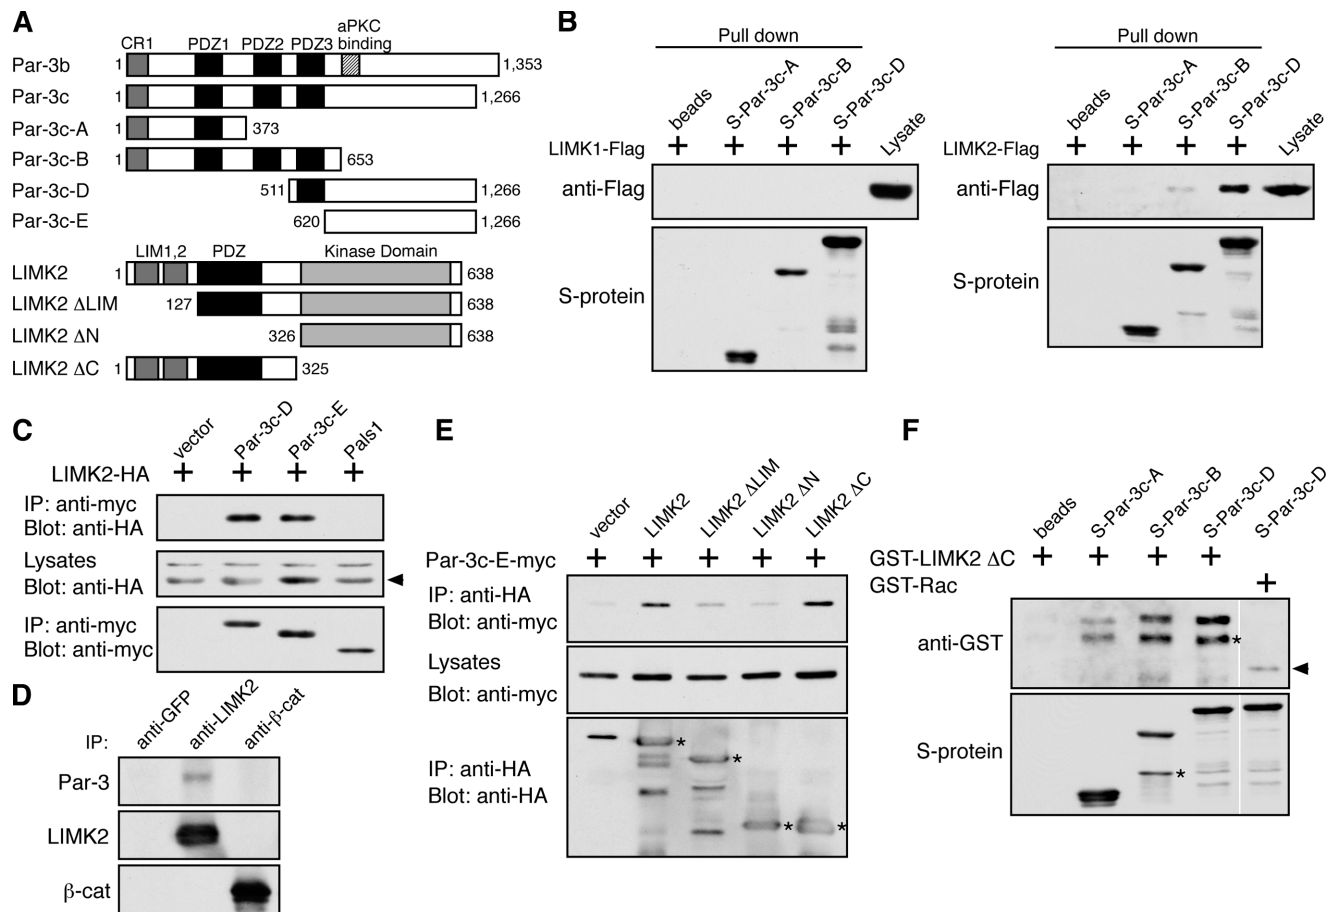 A
CR1 PDZ1 PDZ2 PDZ3 aPKC binding
Par-3b 1 1,353
Par-3c 1 1,266
Par-3c-A 1 373
Par-3c-B 1 653
Par-3c-D 511 1,266
Par-3c-E 620 1,266
LIM1,2 PDZ Kinase Domain
LIMK2 1 638
LIMK2 ΔLIM 127 638
LIMK2 ΔN 326 638
LIMK2 ΔC 1 325
B
Pull down
beads S-Par-3c-A S-Par-3c-B S-Par-3c-D Lysate
LIMK1-Flag + + + +
anti-Flag
S-protein
Pull down
beads S-Par-3c-A S-Par-3c-B S-Par-3c-D Lysate
LIMK2-Flag + + + +
anti-Flag
S-protein
C
vector Par-3c-D Par-3c-E Pals1
LIMK2-HA + + + +
IP: anti-myc
Blot: anti-HA
Lysates
Blot: anti-HA
IP: anti-myc
Blot: anti-myc
D
IP: anti-GFP anti-LIMK2 anti-β-cat
Par-3
LIMK2
β-cat
E
vector LIMK2 LIMK2 ΔLIM LIMK2 ΔN LIMK2 ΔC
Par-3c-E-myc + + + + +
IP: anti-HA
Blot: anti-myc
Lysates
Blot: anti-myc
IP: anti-HA
Blot: anti-HA
* * * *
F
beads S-Par-3c-A S-Par-3c-B S-Par-3c-D S-Par-3c-D
GST-LIMK2 ΔC + + + +
GST-Rac +
anti-GST *
S-protein *